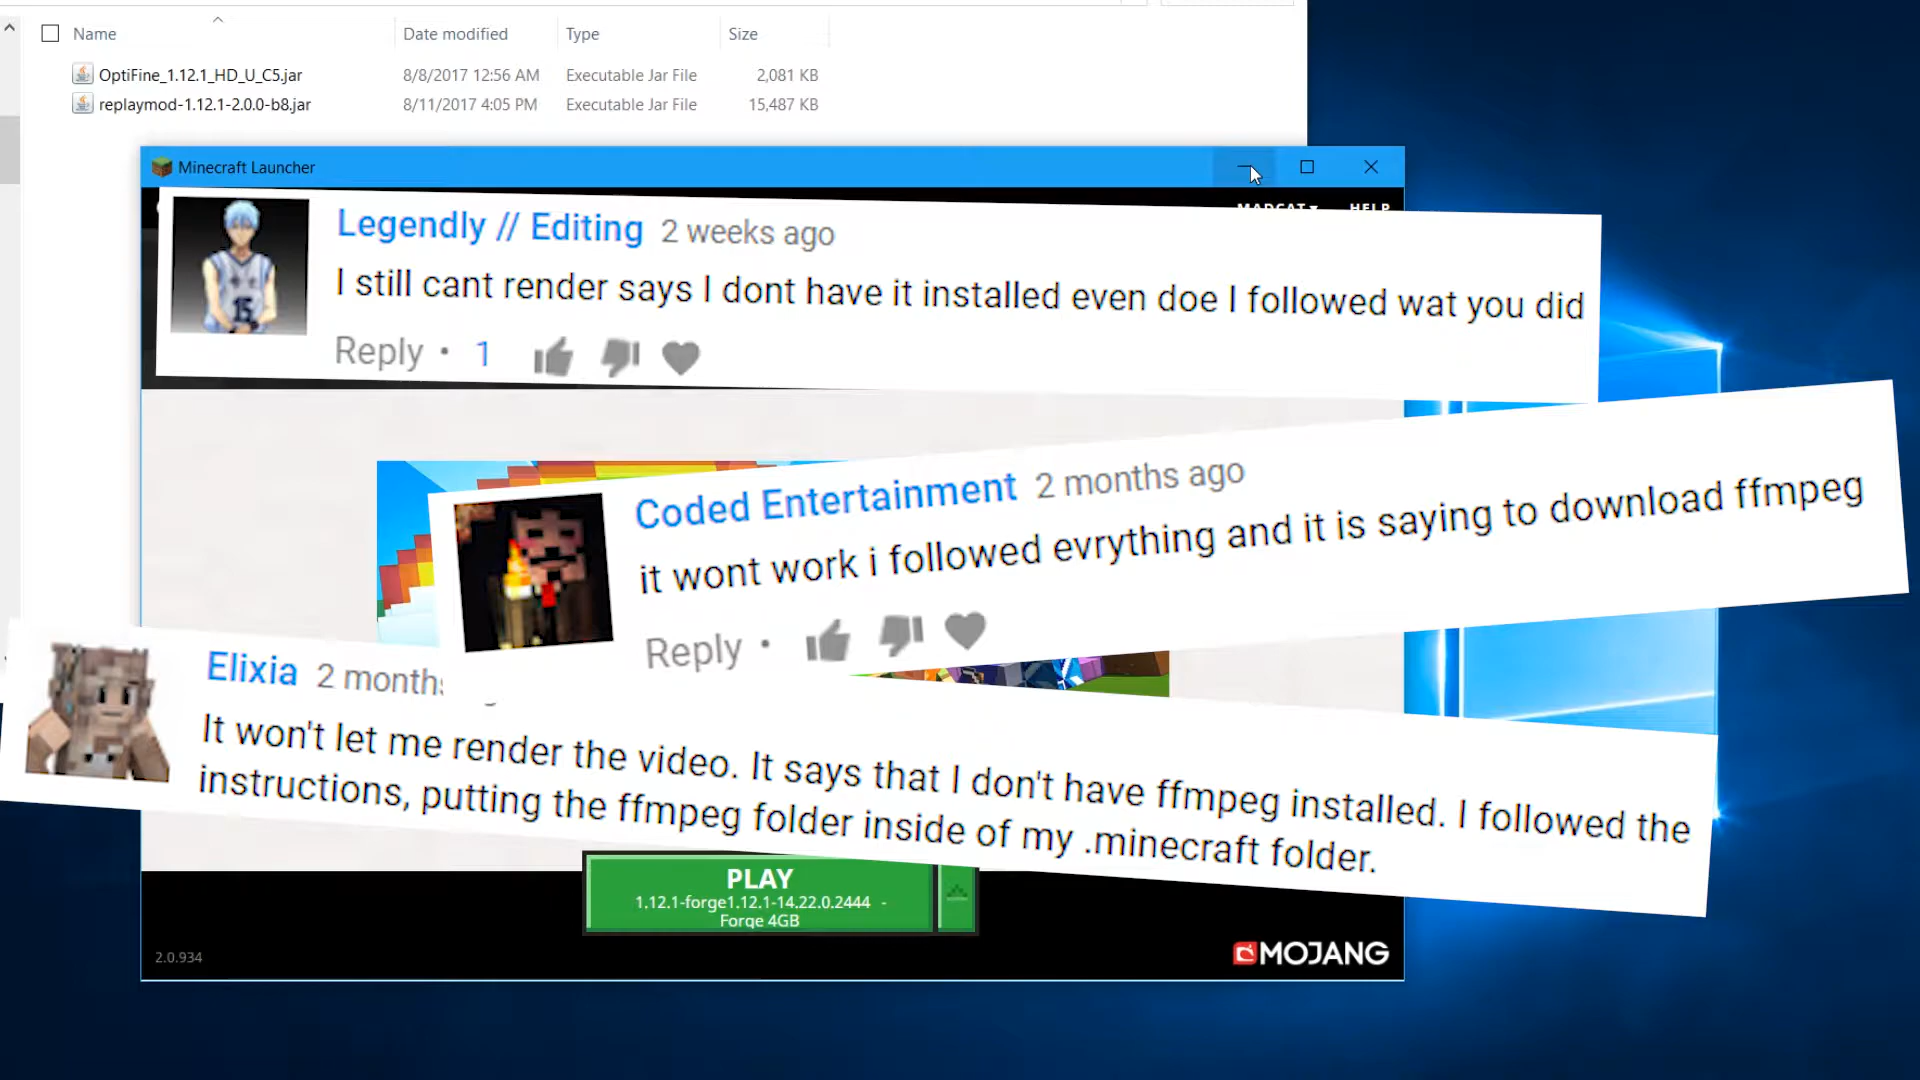 Name Date modified Type Size
OptiFine_1.12.1_HD_U_C5.jar 8/8/2017 12:56 AM Executable Jar File 2,081 KB
replaymod-1.12.1-2.0.0-b8.jar 8/11/2017 4:05 PM Executable Jar File 15,487 KB
Minecraft Launcher
MADCAT HELP
Legendly // Editing 2 weeks ago
I still cant render says I dont have it installed even doe I followed wat you did
Reply • 1
Coded Entertainment 2 months ago
it wont work i followed evrything and it is saying to download ffmpeg
Reply •
Elixia 2 months
It won't let me render the video. It says that I don't have ffmpeg installed. I followed the
instructions, putting the ffmpeg folder inside of my .minecraft folder.
PLAY
1.12.1-forge1.12.1-14.22.0.2444 -
Forge 4GB
2.0.934
MOJANG